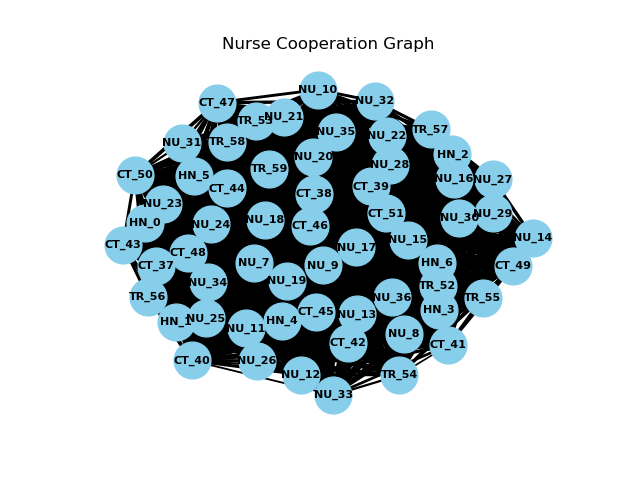 Nurse Cooperation Graph
NU_10
CT_47
NU_32
TR_53
NU_21
TR_57
NU_35
NU_22
NU_31
TR_58
HN_2
NU_20
NU_28
TR_59
CT_50
HN_5
NU_16
NU_27
CT_44
CT_39
CT_38
NU_23
CT_51
NU_29
NU_30
HN_0
NU_24
NU_18
CT_46
NU_14
NU_15
CT_43
NU_17
CT_48
CT_37
NU_7
NU_9
HN_6
CT_49
NU_34
NU_19
TR_52
TR_56
NU_36
TR_55
HN_3
CT_45
NU_13
HN_1
NU_25
HN_4
NU_11
NU_8
CT_42
CT_41
CT_40
NU_26
NU_12
TR_54
NU_33